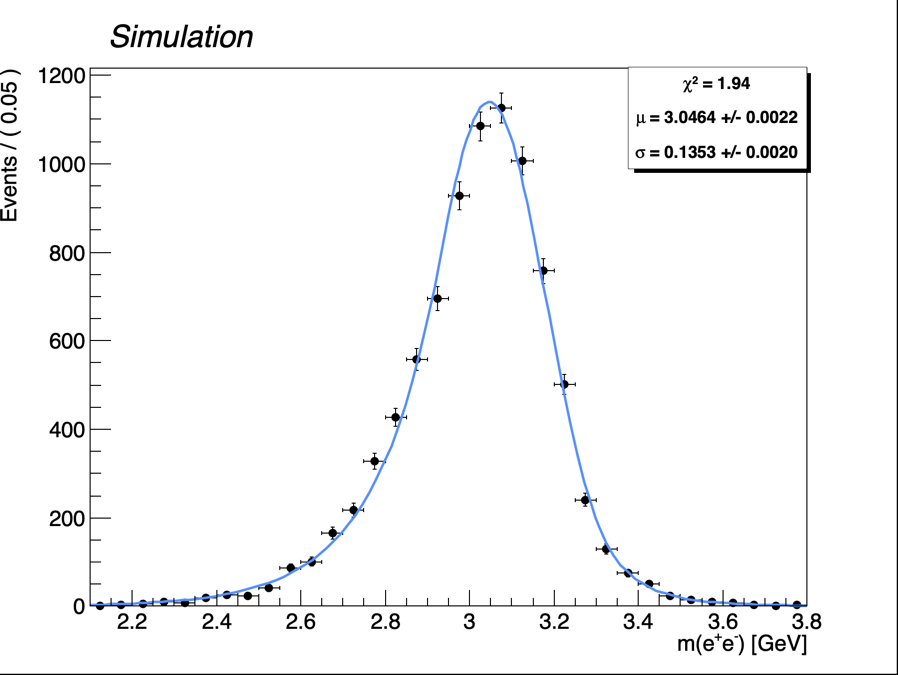 Simulation
Events / ( 0.05 )
1200
1000
800
600
400
200
0
χ² = 1.94
μ = 3.0464 +/- 0.0022
σ = 0.1353 +/- 0.0020
2.2 2.4 2.6 2.8 3 3.2 3.4 3.6 3.8
m(e⁺e⁻) [GeV]